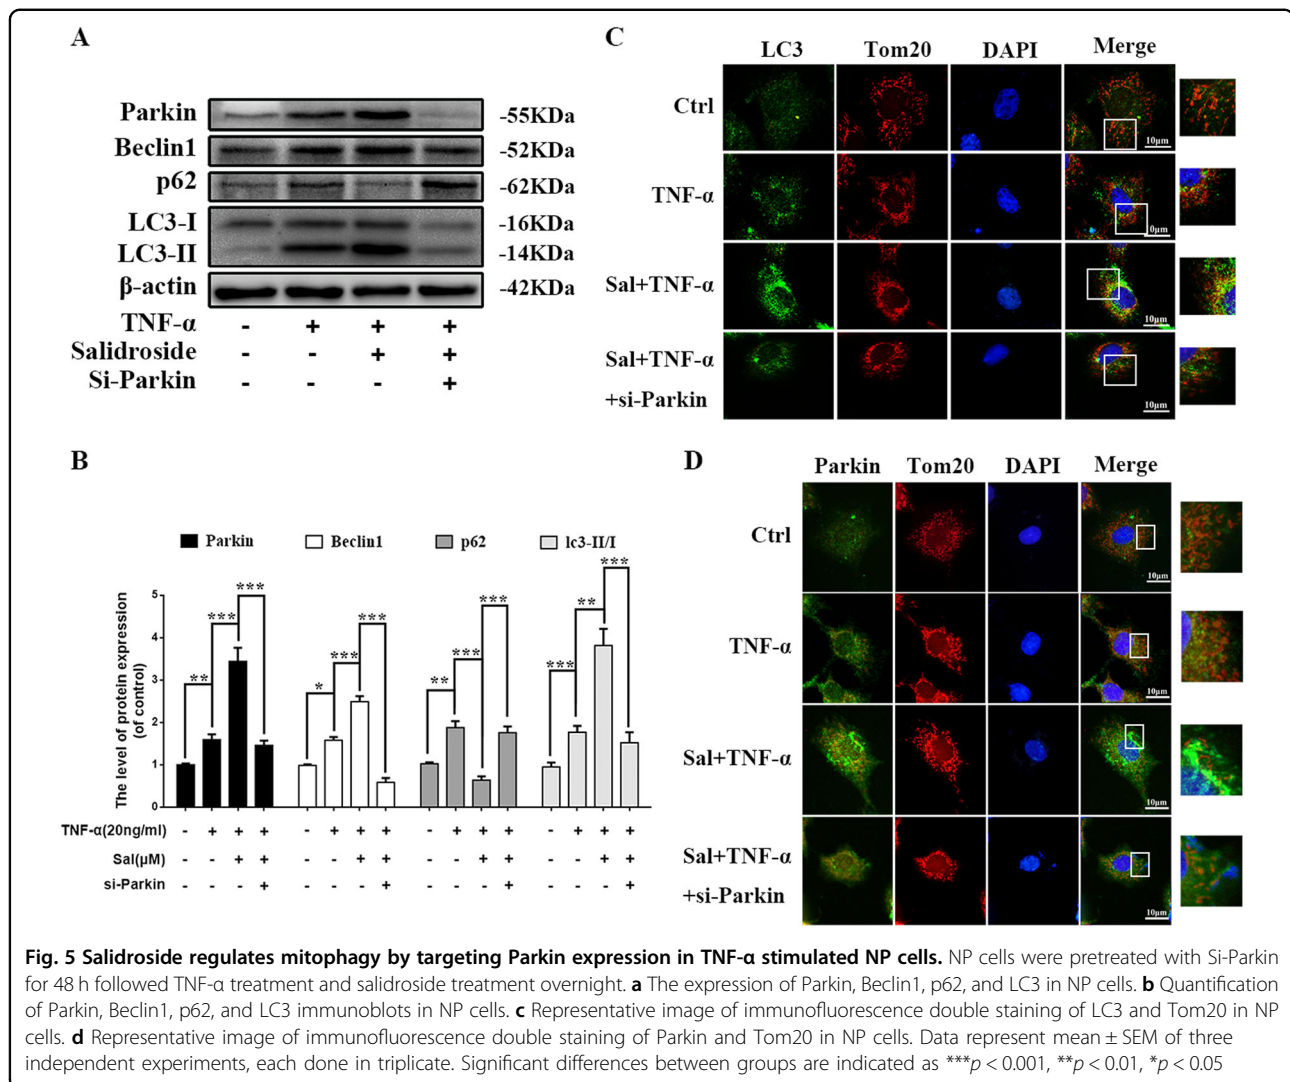 A
Parkin -55KDa
Beclin1 -52KDa
p62 -62KDa
LC3-I -16KDa
LC3-II -14KDa
β-actin -42KDa
TNF-α - + + +
Salidroside - - + +
Si-Parkin - - - +
C
LC3 Tom20 DAPI Merge
Ctrl
10μm
TNF-α
10μm
Sal+TNF-α
10μm
Sal+TNF-α
+si-Parkin
10μm
B
Parkin Beclin1 p62 lc3-II/I
The level of protein expression
(of control)
5
4
3
2
1
0
** *** ***
* *** ***
** *** ***
*** ** ***
TNF-α(20ng/ml) - + + + - + + + - + + + - + + +
Sal(μM) - - + + - - + + - - + + - - + +
si-Parkin - - - + - - - + - - - + - - - +
D
Parkin Tom20 DAPI Merge
Ctrl
10μm
TNF-α
10μm
Sal+TNF-α
10μm
Sal+TNF-α
+si-Parkin
10μm
Fig. 5 Salidroside regulates mitophagy by targeting Parkin expression in TNF-α stimulated NP cells. NP cells were pretreated with Si-Parkin
for 48 h followed TNF-α treatment and salidroside treatment overnight. a The expression of Parkin, Beclin1, p62, and LC3 in NP cells. b Quantification
of Parkin, Beclin1, p62, and LC3 immunoblots in NP cells. c Representative image of immunofluorescence double staining of LC3 and Tom20 in NP
cells. d Representative image of immunofluorescence double staining of Parkin and Tom20 in NP cells. Data represent mean ± SEM of three
independent experiments, each done in triplicate. Significant differences between groups are indicated as ***p < 0.001, **p < 0.01, *p < 0.05